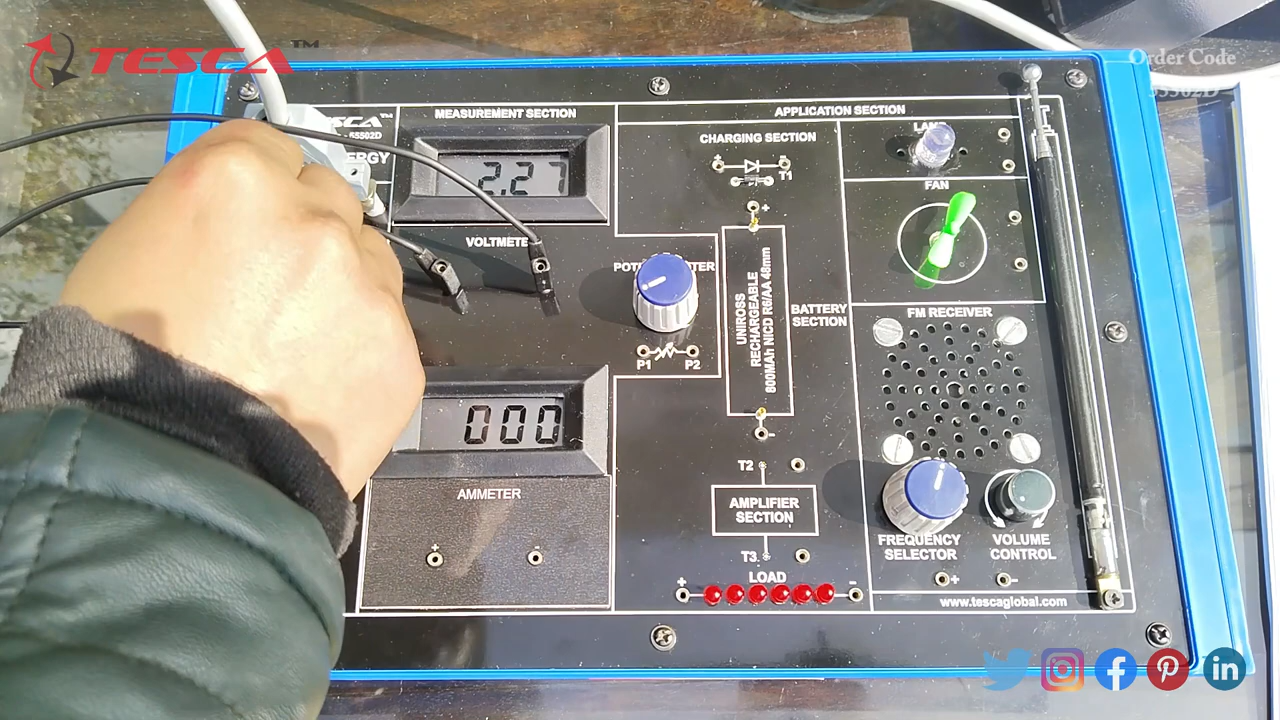 TESCA™
Order Code
55502D
MEASUREMENT SECTION
2.27
VOLTMETE
000
AMMETER
+
-
APPLICATION SECTION
CHARGING SECTION
+
T1
+
UNIROSS
RECHARGEABLE
800MAh NICD R6/AA 48mm
-
BATTERY
SECTION
P1 P2
T2
AMPLIFIER
SECTION
T3
LOAD
+ -
FAN
FM RECEIVER
FREQUENCY
SELECTOR
VOLUME
CONTROL
+ -
www.tescaglobal.com